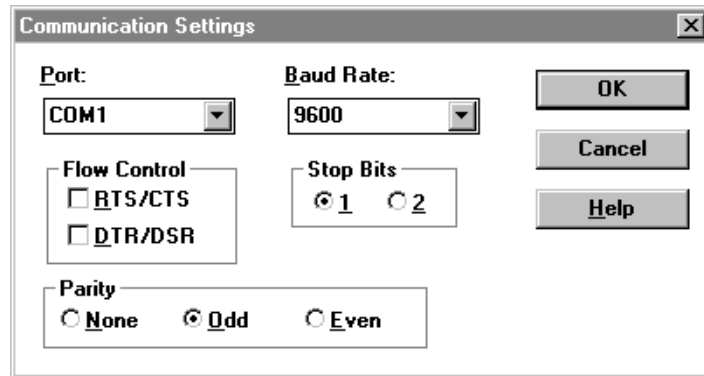 Communication Settings
Port:
Baud Rate:
COM1
9600
OK
Cancel
Help
Flow Control
RTS/CTS
DTR/DSR
Stop Bits
1 2
Parity
None Odd Even